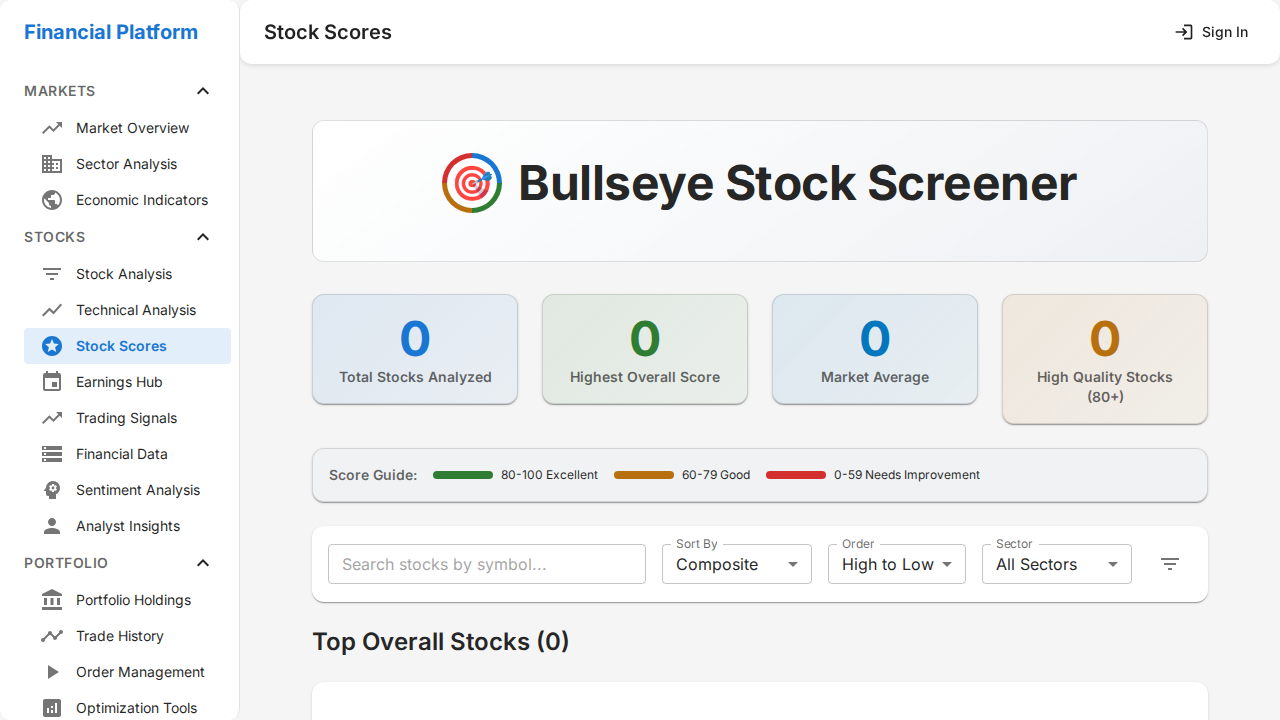 Financial Platform
Stock Scores
Sign In
MARKETS
Market Overview
Sector Analysis
Economic Indicators
STOCKS
Stock Analysis
Technical Analysis
Stock Scores
Earnings Hub
Trading Signals
Financial Data
Sentiment Analysis
Analyst Insights
PORTFOLIO
Portfolio Holdings
Trade History
Order Management
Optimization Tools
Bullseye Stock Screener
0
Total Stocks Analyzed
0
Highest Overall Score
0
Market Average
0
High Quality Stocks
(80+)
Score Guide:
80-100 Excellent
60-79 Good
0-59 Needs Improvement
Search stocks by symbol...
Sort By
Composite
Order
High to Low
Sector
All Sectors
Top Overall Stocks (0)